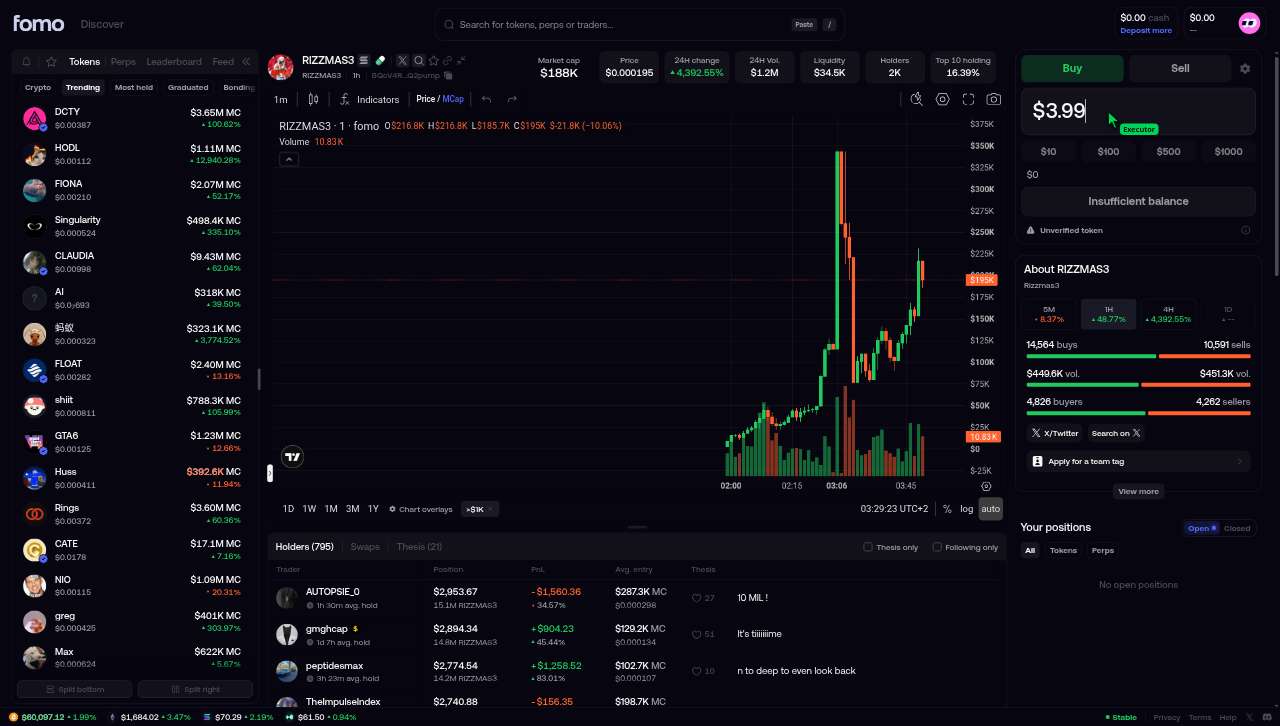 fomo
Discover
Search for tokens, perps or traders...
Paste
/
$0.00 cash
Deposit more
$0.00
—
Tokens
Perps
Leaderboard
Feed
Crypto
Trending
Most held
Graduated
Bonding
DCTY $3.65M MC
$0.00387 100.62%
HODL $1.11M MC
$0.00112 12,940.28%
FIONA $2.07M MC
$0.00210 52.17%
Singularity $498.4K MC
$0.000524 335.10%
CLAUDIA $9.43M MC
$0.00998 62.04%
AI $318K MC
$0.0₇693 39.50%
蚂蚁 $323.1K MC
$0.000323 3,774.52%
FLOAT $2.40M MC
$0.00282 13.16%
shiit $788.3K MC
$0.000811 105.99%
GTA6 $1.23M MC
$0.00125 12.66%
Huss $392.6K MC
$0.000411 11.94%
Rings $3.60M MC
$0.00372 60.36%
CATE $17.1M MC
$0.0178 7.16%
NIO $1.09M MC
$0.00115 20.31%
greg $401K MC
$0.000425 303.97%
Max $622K MC
$0.000624 5.67%
Split bottom
Split right
RIZZMAS3
RIZZMAS3 1h BGcV4R...Q2pump
Market cap
$188K
Price
$0.000195
24H change
4,392.55%
24H Vol.
$1.2M
Liquidity
$34.5K
Holders
2K
Top 10 holding
16.39%
1m
Indicators
Price / MCap
RIZZMAS3 · 1 · fomo O$216.8K H$216.8K L$185.7K C$195K $-21.8K (−10.06%)
Volume 10.83K
$375K
$350K
$300K
$275K
$250K
$225K
$195K
$175K
$150K
$125K
$100K
$75K
$50K
$25K
10.83K
$0
$-25K
02:00
02:15
03:06
03:45
1D 1W 1M 3M 1Y Chart overlays >$1K
03:29:23 UTC+2 % log auto
Holders (795)
Swaps
Thesis (21)
Thesis only
Following only
Trader Position PnL Avg. entry Thesis
AUTOPSIE_0 $2,953.67 -$1,560.36 $287.3K MC 27 10 MIL !
1h 30m avg. hold 15.1M RIZZMAS3 34.57% $0.000298
gmghcap $ $2,894.34 +$904.23 $129.2K MC 51 It's tiiiiiiime
1d 7h avg. hold 14.8M RIZZMAS3 45.44% $0.000134
peptidesmax $2,774.54 +$1,258.52 $102.7K MC 10 n to deep to even look back
3h 23m avg. hold 14.2M RIZZMAS3 83.01% $0.000107
TheImpulseIndex $2,740.88 -$156.35 $198.7K MC
Buy
Sell
$3.99
Executor
$10
$100
$500
$1000
$0
Insufficient balance
Unverified token
About RIZZMAS3
Rizzmas3
5M
8.37%
1H
48.77%
4H
4,392.55%
1D
--
14,564 buys 10,591 sells
$449.6K vol. $451.3K vol.
4,826 buyers 4,262 sellers
X/Twitter
Search on X
Apply for a team tag
View more
Your positions
Open
Closed
All
Tokens
Perps
No open positions
$60,097.12 1.99%
$1,684.02 3.47%
$70.29 2.19%
$61.50 0.94%
Stable
Privacy
Terms
Help